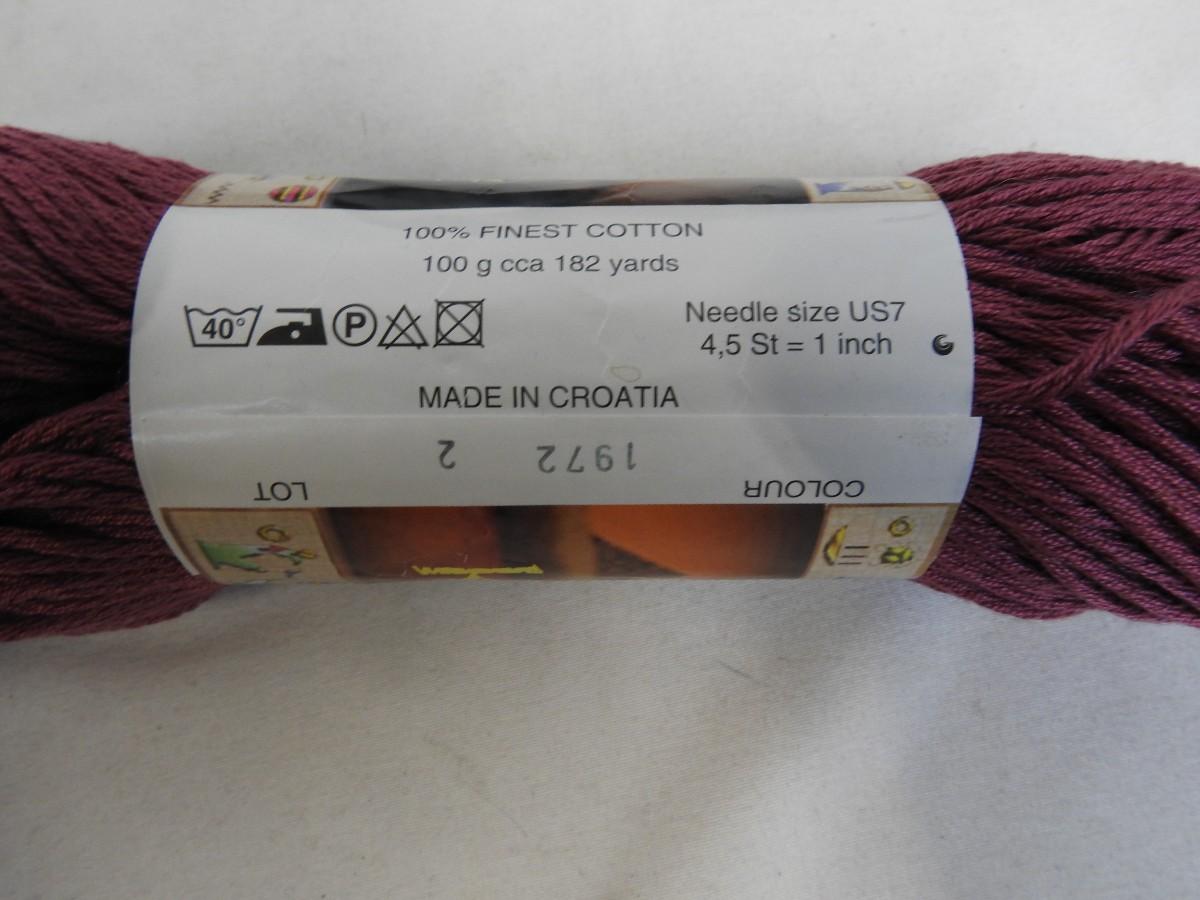 100% FINEST COTTON
100 g cca 182 yards
40° P
Needle size US7
4,5 St = 1 inch
MADE IN CROATIA
COLOUR LOT
1972 2